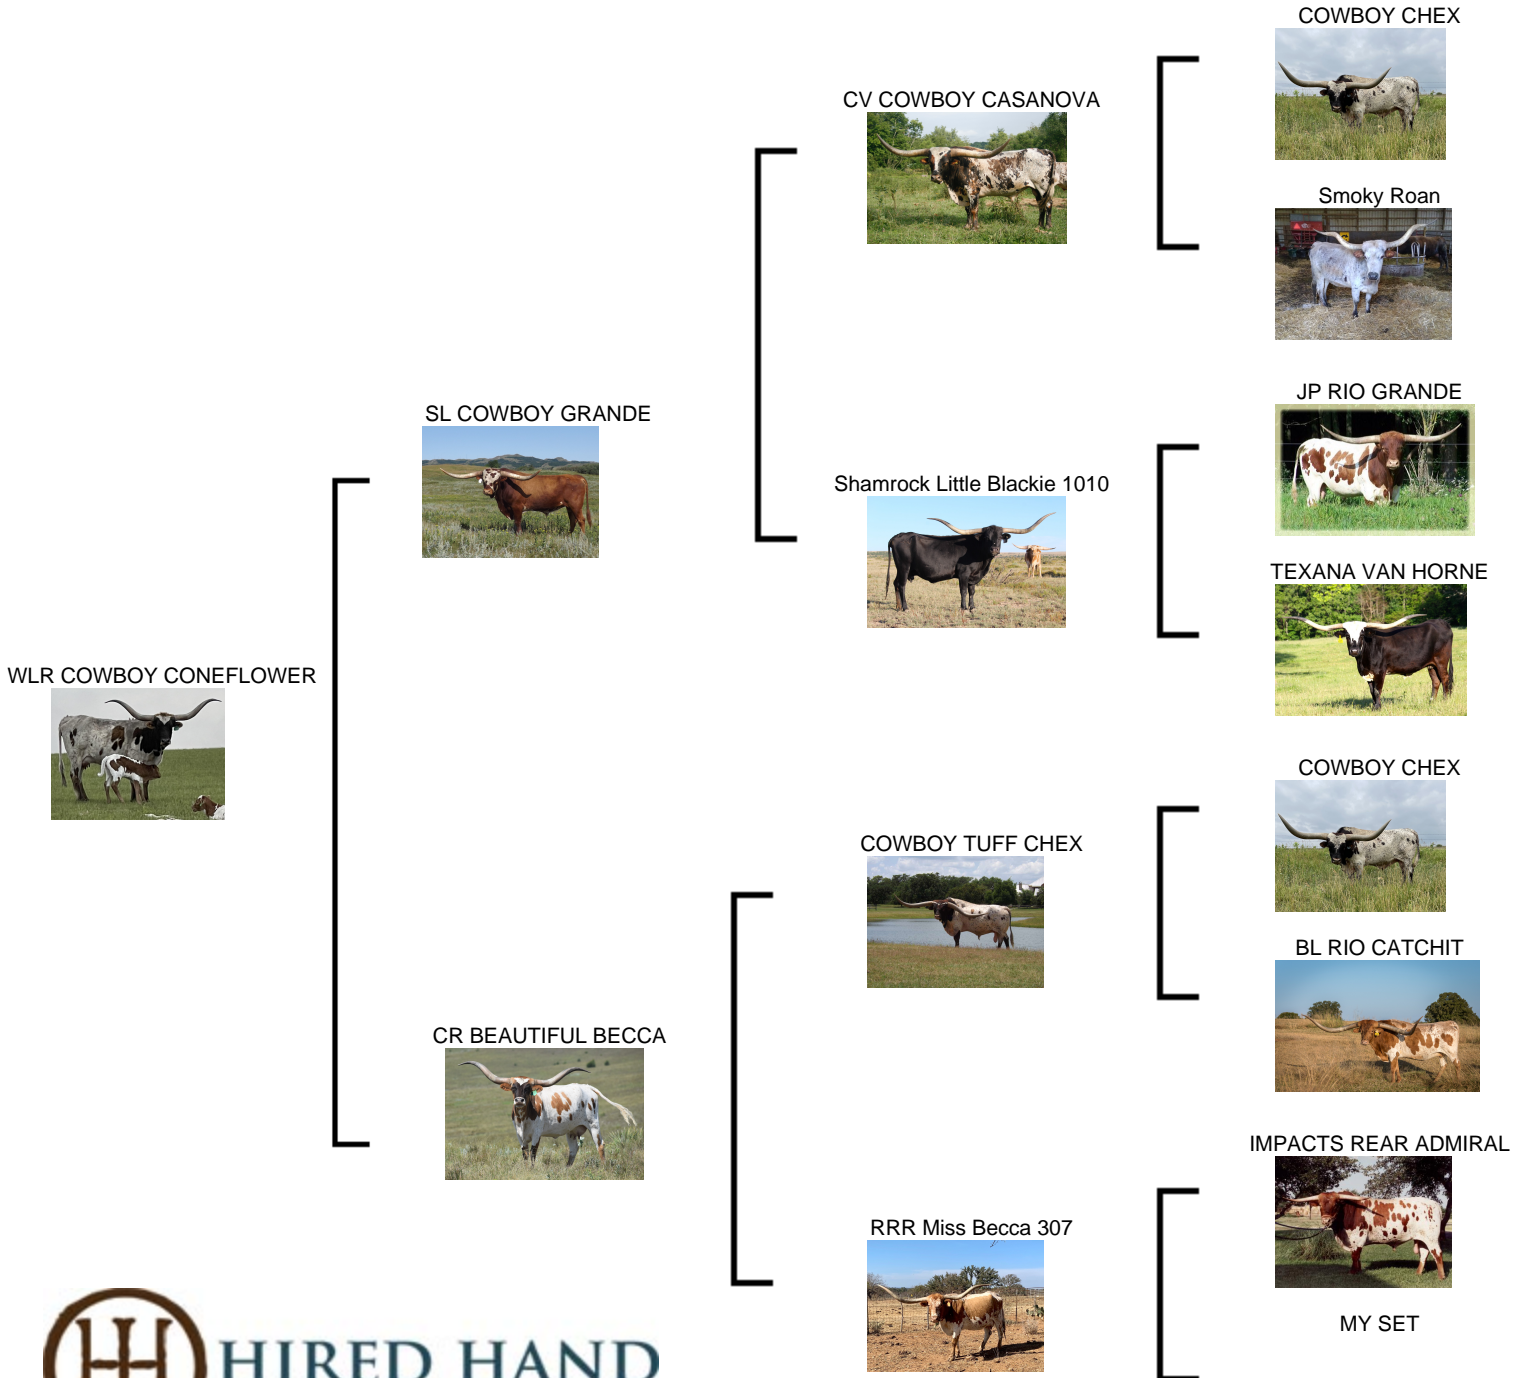 COWBOY CHEX
CV COWBOY CASANOVA
Smoky Roan
JP RIO GRANDE
SL COWBOY GRANDE
Shamrock Little Blackie 1010
TEXANA VAN HORNE
WLR COWBOY CONEFLOWER
COWBOY CHEX
COWBOY TUFF CHEX
BL RIO CATCHIT
CR BEAUTIFUL BECCA
IMPACTS REAR ADMIRAL
RRR Miss Becca 307
MY SET
HIRED HAND